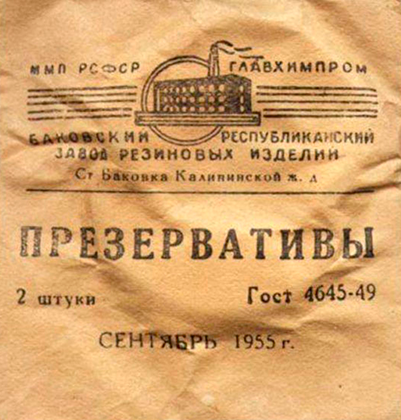 ММП РСФСР ГЛАВХИМПРОМ
БАКОВСКИЙ РЕСПУБЛИКАНСКИЙ
ЗАВОД РЕЗИНОВЫХ ИЗДЕЛИЙ
Ст Баковка Калининской ж. д
ПРЕЗЕРВАТИВЫ
2 штуки Гост 4645-49
СЕНТЯБРЬ 1955 г.